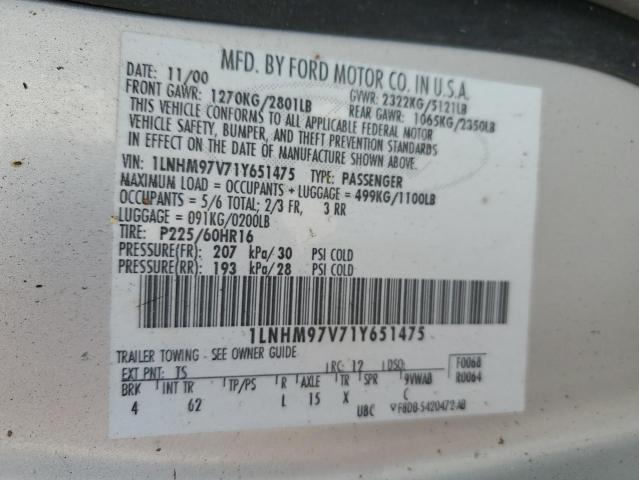 MFD. BY FORD MOTOR CO. IN U.S.A.
DATE: 11/00 GVWR: 2322KG/5121LB
FRONT GAWR: 1270KG/2801LB REAR GAWR: 1065KG/2350LB
THIS VEHICLE CONFORMS TO ALL APPLICABLE FEDERAL MOTOR
VEHICLE SAFETY, BUMPER, AND THEFT PREVENTION STANDARDS
IN EFFECT ON THE DATE OF MANUFACTURE SHOWN ABOVE.
VIN: 1LNHM97V71Y651475 TYPE: PASSENGER
MAXIMUM LOAD = OCCUPANTS + LUGGAGE = 499KG/1100LB
OCCUPANTS = 5/6 TOTAL; 2/3 FR, 3 RR
LUGGAGE = 091KG/0200LB
TIRE: P225/60HR16
PRESSURE(FR) 207 kPa/30 PSI COLD
PRESSURE(RR) 193 kPa/28 PSI COLD
1LNHM97V71Y651475
TRAILER TOWING - SEE OWNER GUIDE
EXT PNT: TS RC: 12 DSO: F0068
R0064
BRK INT TR TP/PS R AXLE TR SPR 9VWAB
4 62 L 15 X C
UBC F8DB-5420472-AB